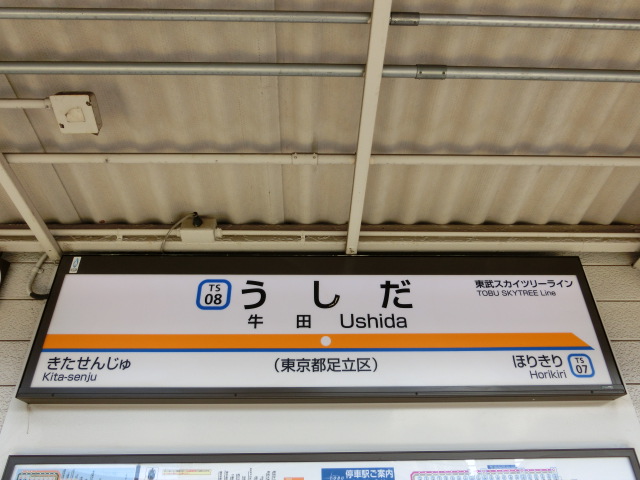 TS
08
うしだ
牛田 Ushida
東武スカイツリーライン
TOBU SKYTREE Line
きたせんじゅ
Kita-senju
(東京都足立区)
ほりきり
Horikiri
TS
07
停車駅ご案内